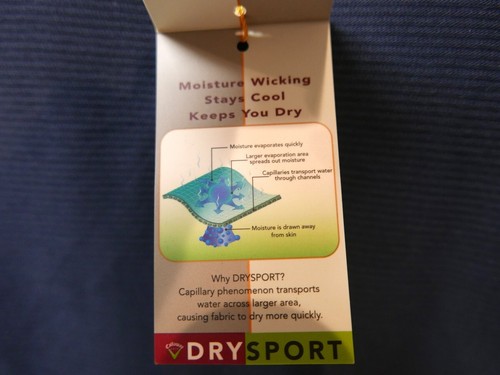 Moisture Wicking
Stays Cool
Keeps You Dry
Moisture evaporates quickly
Larger evaporation area
spreads out moisture
Capillaries transport water
through channels
Moisture is drawn away
from skin
Why DRYSPORT?
Capillary phenomenon transports
water across larger area,
causing fabric to dry more quickly.
DRYSPORT